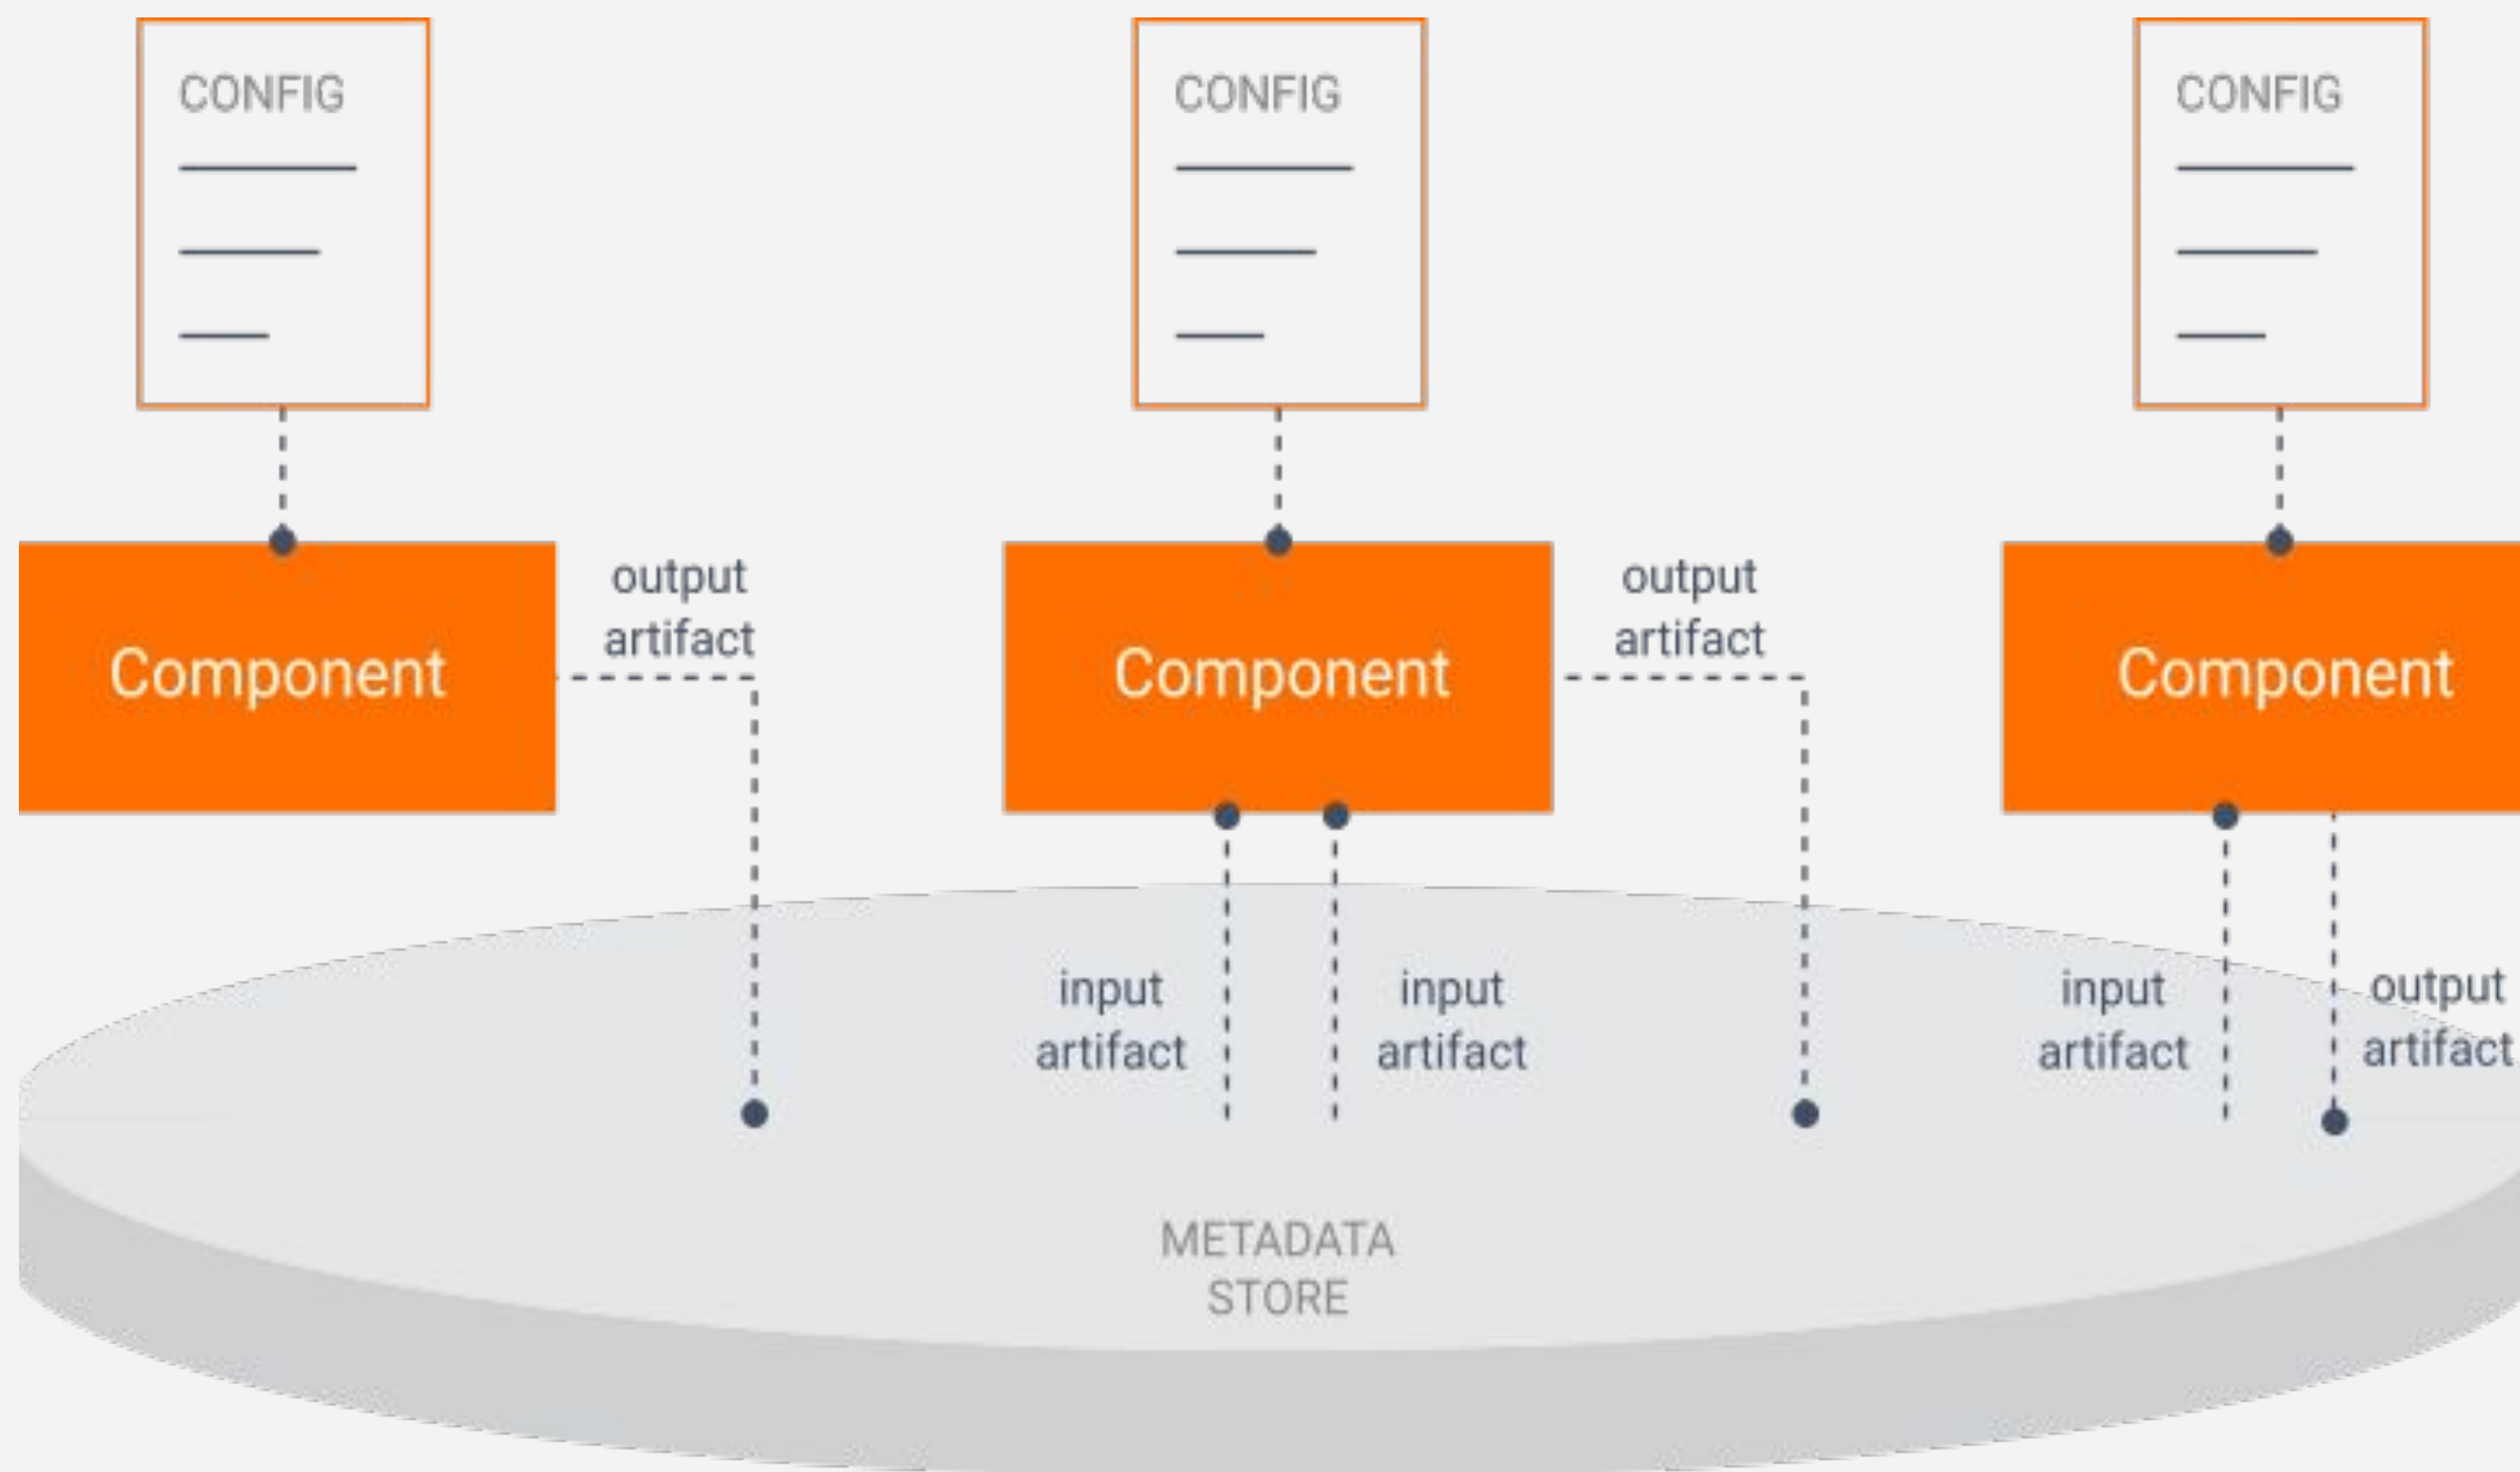 CONFIG
CONFIG
CONFIG
output
artifact
output
artifact
Component
Component
Component
input
artifact
input
artifact
input
artifact
output
artifact
METADATA
STORE